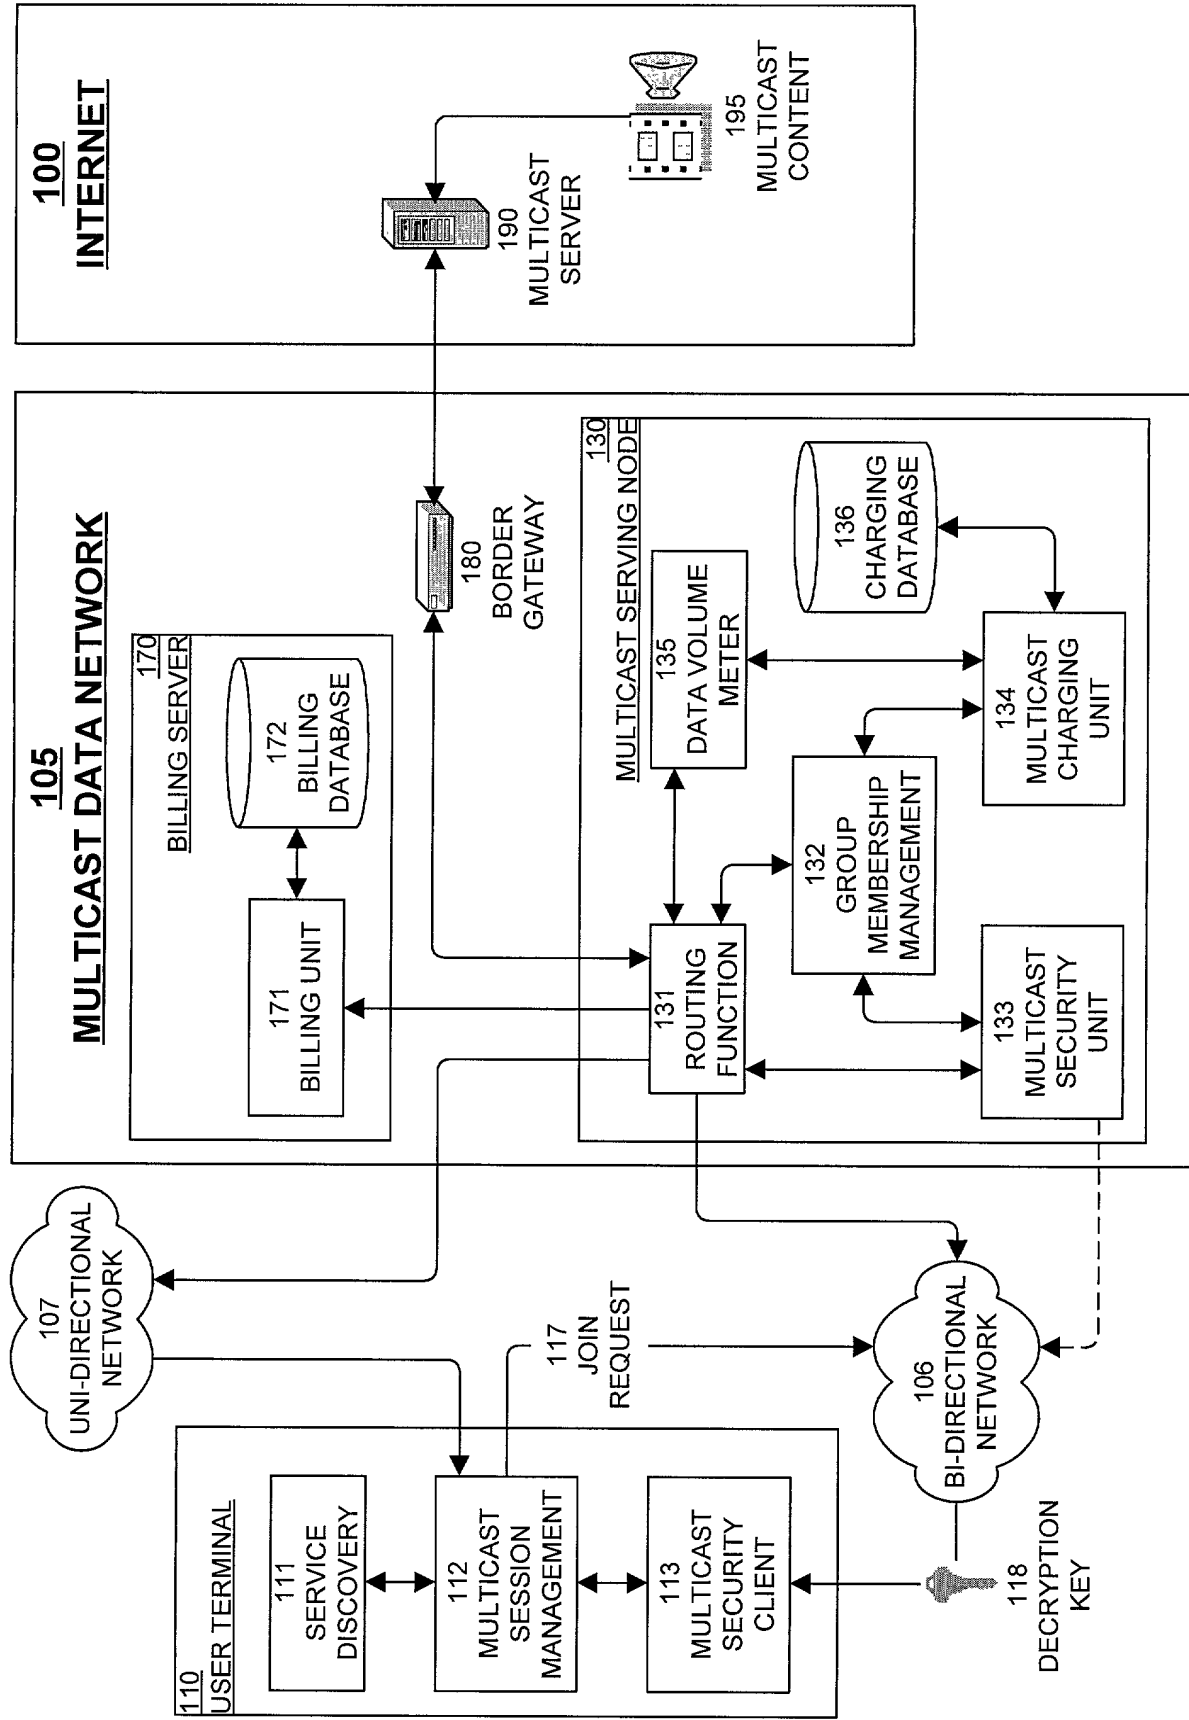 100
INTERNET
190
MULTICAST
SERVER
195
MULTICAST
CONTENT
105
MULTICAST DATA NETWORK
170
BILLING SERVER
171
BILLING UNIT
172
BILLING
DATABASE
180
BORDER
GATEWAY
130
MULTICAST SERVING NODE
131
ROUTING
FUNCTION
135
DATA VOLUME
METER
132
GROUP
MEMBERSHIP
MANAGEMENT
136
CHARGING
DATABASE
133
MULTICAST
SECURITY
UNIT
134
MULTICAST
CHARGING
UNIT
107
UNI-DIRECTIONAL
NETWORK
117
JOIN
REQUEST
106
BI-DIRECTIONAL
NETWORK
110
USER TERMINAL
111
SERVICE
DISCOVERY
112
MULTICAST
SESSION
MANAGEMENT
113
MULTICAST
SECURITY
CLIENT
118
DECRYPTION
KEY